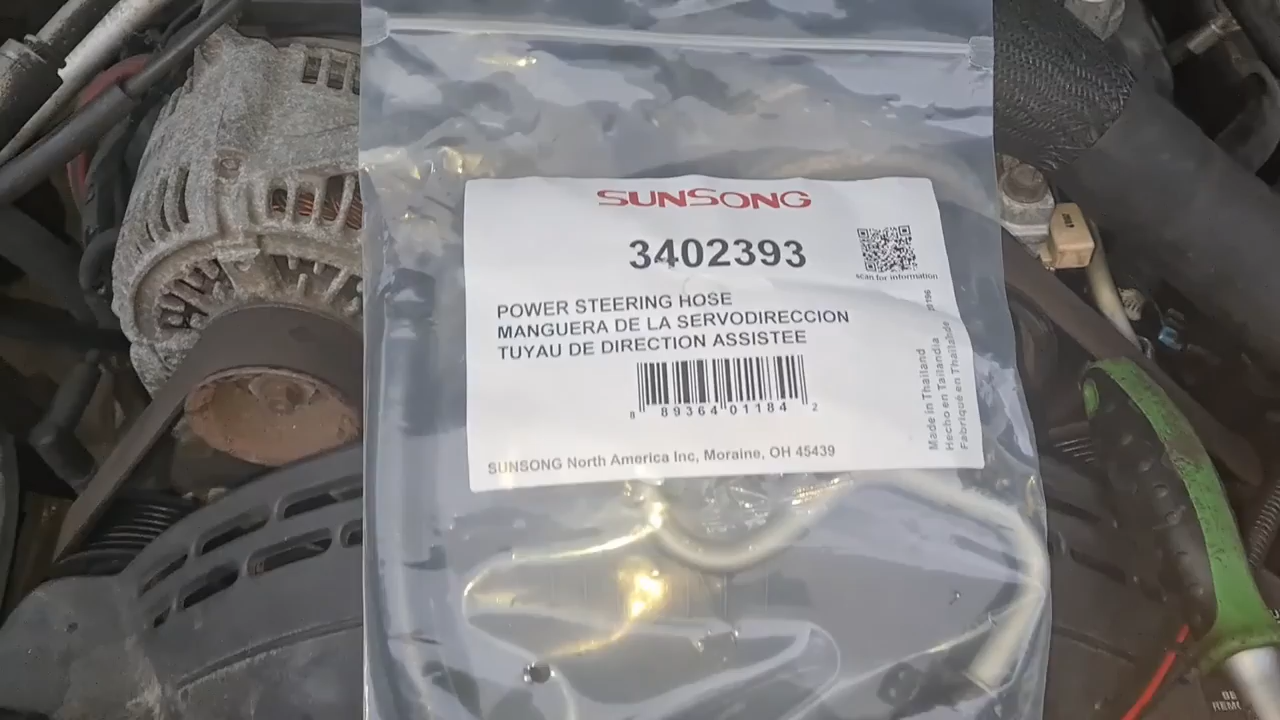 SUNSONG
3402393
scan for information
POWER STEERING HOSE
MANGUERA DE LA SERVODIRECCION
TUYAU DE DIRECTION ASSISTEE
8 89364 01184 2
SUNSONG North America Inc, Moraine, OH 45439
Made in Thailand
Hecho en Tailandia
Fabriqué en Thaïlande